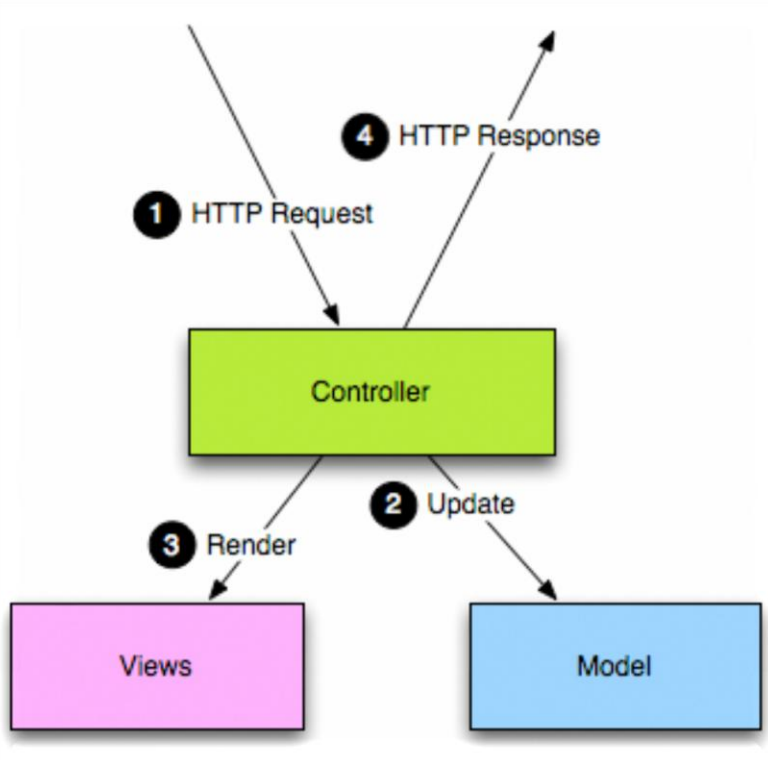 4 HTTP Response
1 HTTP Request
Controller
2 Update
3 Render
Views
Model